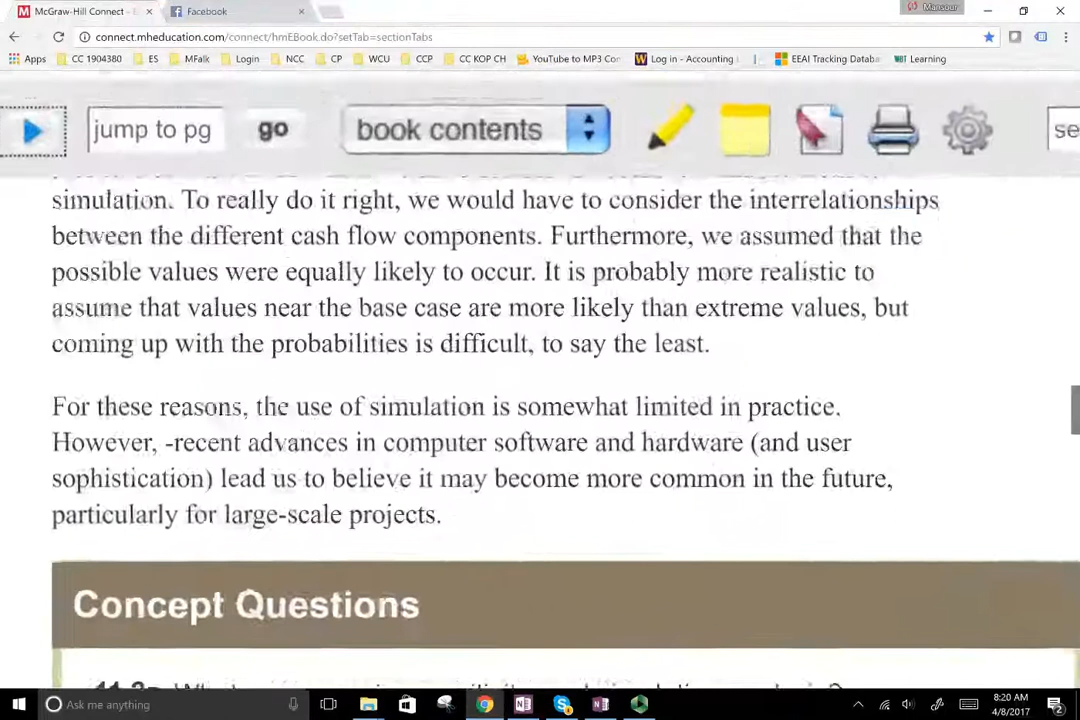 McGraw-Hill Connect -
Facebook
Mansour
connect.mheducation.com/connect/hmEBook.do?setTab=sectionTabs
Apps CC 1904380 ES MFalk Login NCC CP WCU CCP CC KOP CH YouTube to MP3 Con Log in - Accounting EEAI Tracking Databa WBT Learning
jump to pg go book contents se
simulation. To really do it right, we would have to consider the interrelationships
between the different cash flow components. Furthermore, we assumed that the
possible values were equally likely to occur. It is probably more realistic to
assume that values near the base case are more likely than extreme values, but
coming up with the probabilities is difficult, to say the least.
For these reasons, the use of simulation is somewhat limited in practice.
However, -recent advances in computer software and hardware (and user
sophistication) lead us to believe it may become more common in the future,
particularly for large-scale projects.
Concept Questions
Ask me anything
8:20 AM
4/8/2017
2